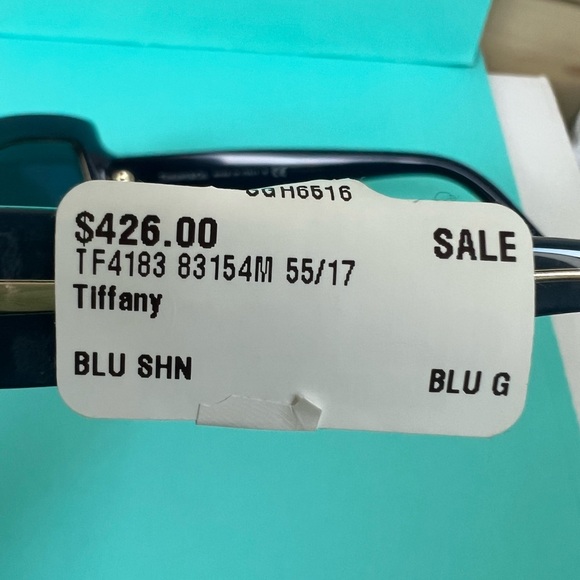 CGH6516
$426.00 SALE
TF4183 83154M 55/17
Tiffany
BLU SHN BLU G